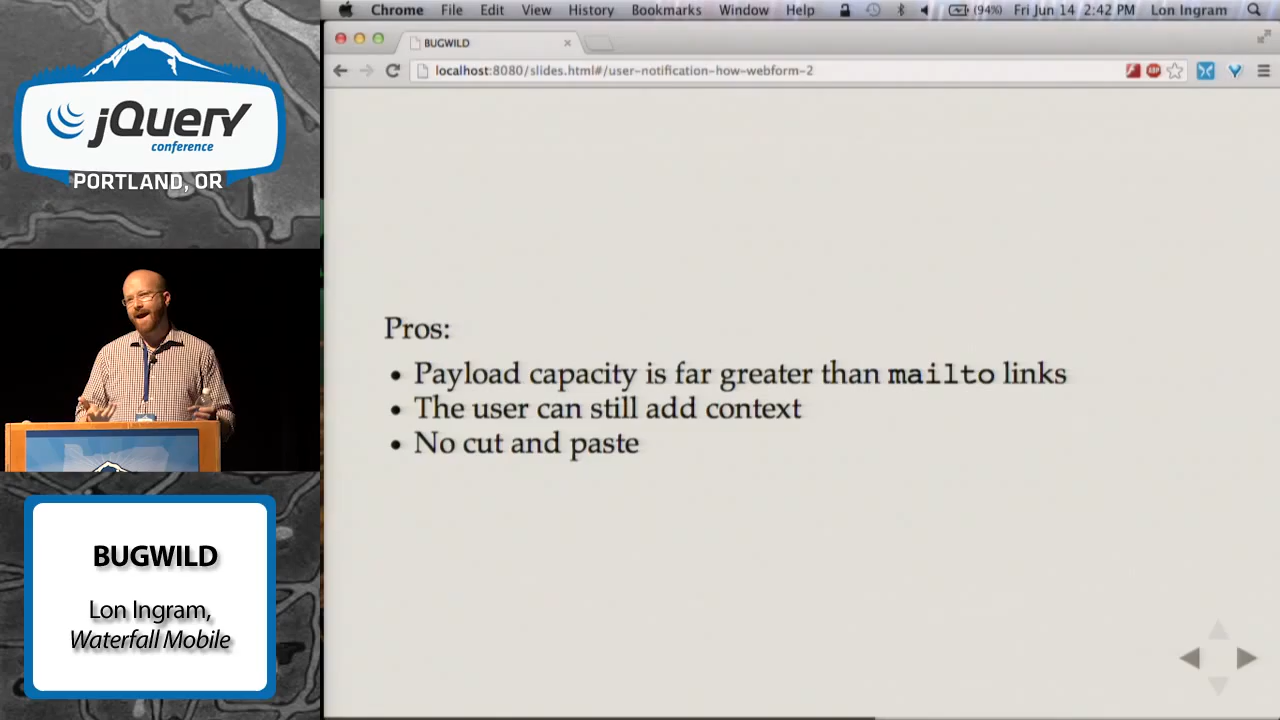 jQuery
conference
PORTLAND, OR
BUGWILD
Lon Ingram,
Waterfall Mobile
Chrome File Edit View History Bookmarks Window Help (94%) Fri Jun 14 2:42 PM Lon Ingram
BUGWILD
localhost:8080/slides.html#/user-notification-how-webform-2
ABP
Pros:
• Payload capacity is far greater than mailto links
• The user can still add context
• No cut and paste